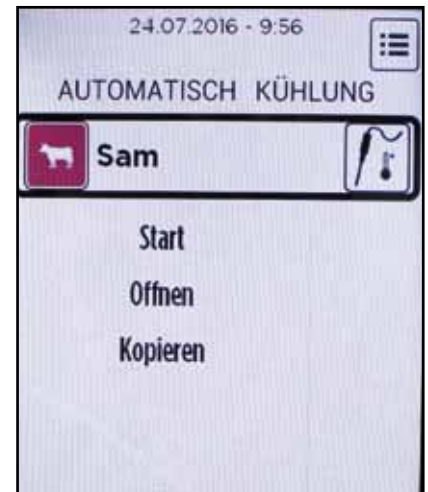 24.07.2016 - 9:56
AUTOMATISCH KÜHLUNG
Sam
Start
Offnen
Kopieren